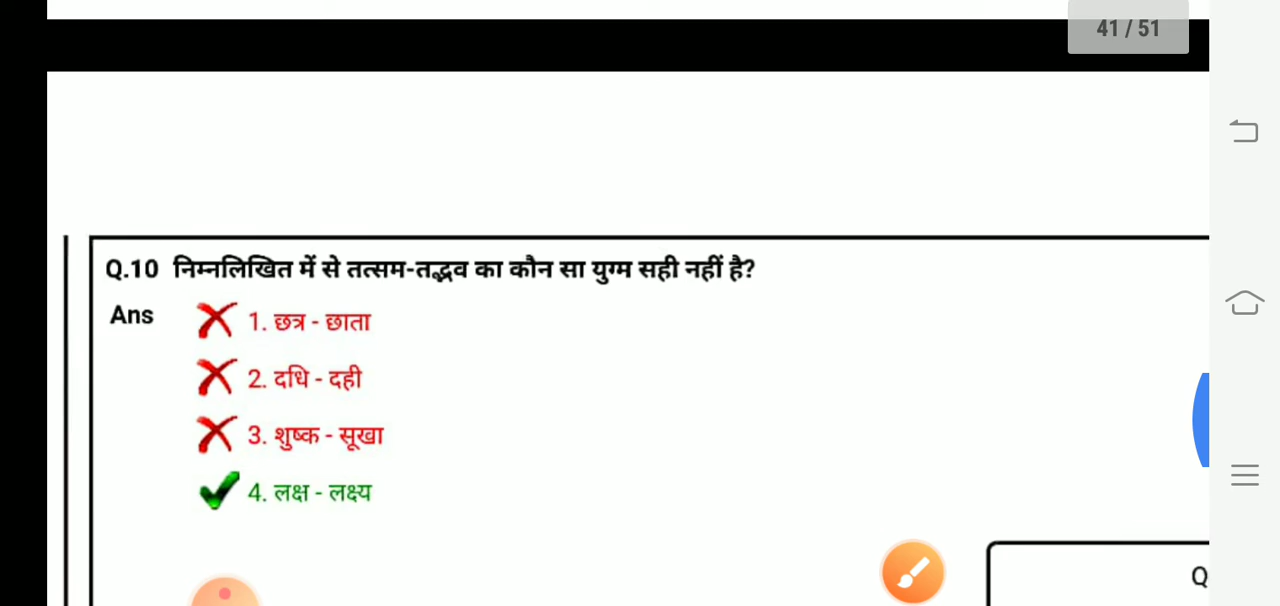 41 / 51
Q.10 निम्नलिखित में से तत्सम-तद्भव का कौन सा युग्म सही नहीं है?
Ans 1. छत्र - छाता
2. दधि - दही
3. शुष्क - सूखा
4. लक्ष - लक्ष्य
Q